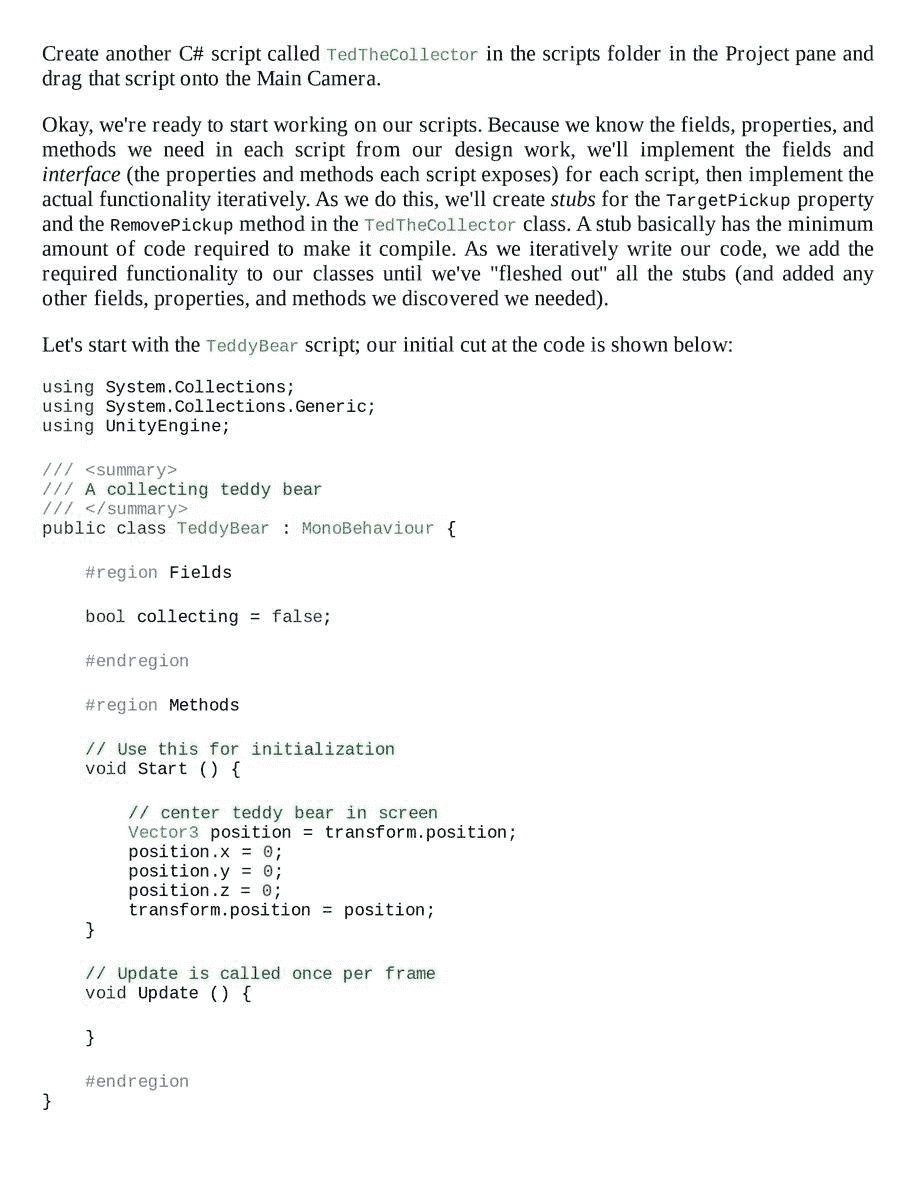 Create another C# script called TedTheCollector in the scripts folder in the Project pane and
drag that script onto the Main Camera.
Okay, we're ready to start working on our scripts. Because we know the fields, properties, and
methods we need in each script from our design work, we'll implement the fields and
interface (the properties and methods each script exposes) for each script, then implement the
actual functionality iteratively. As we do this, we'll create stubs for the TargetPickup property
and the RemovePickup method in the TedTheCollector class. A stub basically has the minimum
amount of code required to make it compile. As we iteratively write our code, we add the
required functionality to our classes until we've "fleshed out" all the stubs (and added any
other fields, properties, and methods we discovered we needed).
Let's start with the TeddyBear script; our initial cut at the code is shown below:
using System.Collections;
using System.Collections.Generic;
using UnityEngine;
/// <summary>
/// A collecting teddy bear
/// </summary>
public class TeddyBear : MonoBehaviour {
#region Fields
bool collecting = false;
#endregion
#region Methods
// Use this for initialization
void Start () {
// center teddy bear in screen
Vector3 position = transform.position;
position.x = 0;
position.y = 0;
position.z = 0;
transform.position = position;
}
// Update is called once per frame
void Update () {
}
#endregion
}